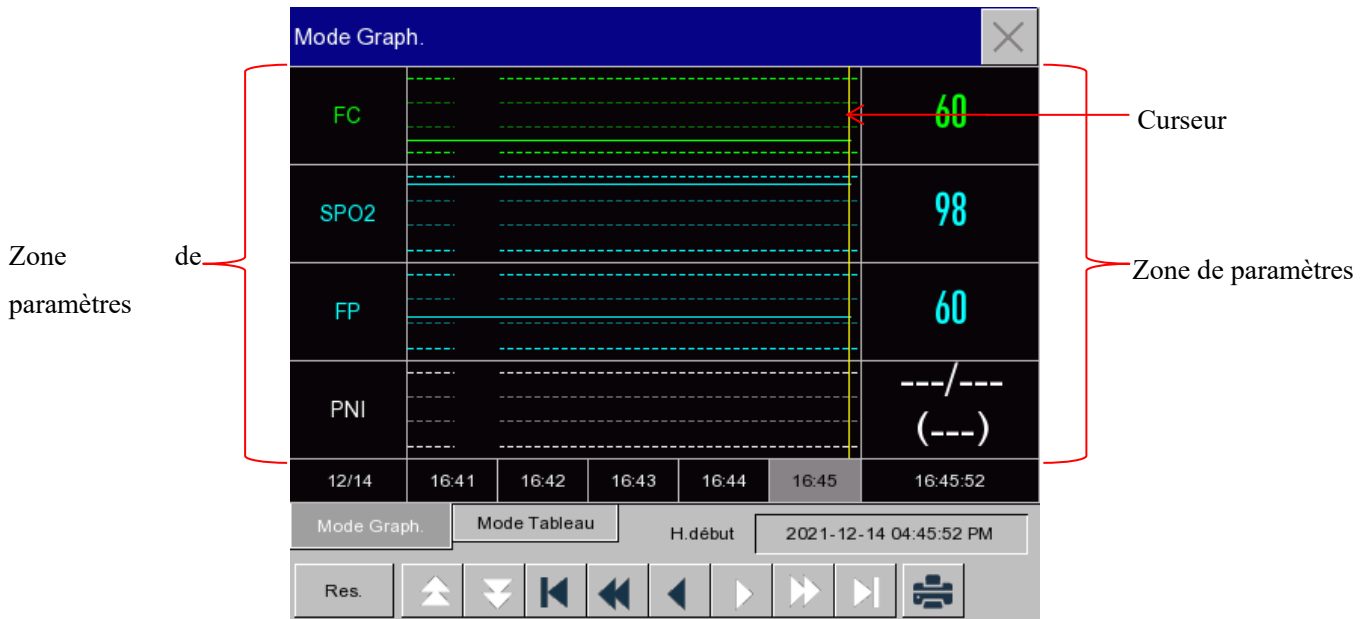 Mode Graph.
FC
60
Curseur
SPO2
98
Zone de
paramètres
Zone de paramètres
FP
60
PNI
---/---
(---)
12/14 16:41 16:42 16:43 16:44 16:45 16:45:52
Mode Graph. Mode Tableau H.début 2021-12-14 04:45:52 PM
Res.